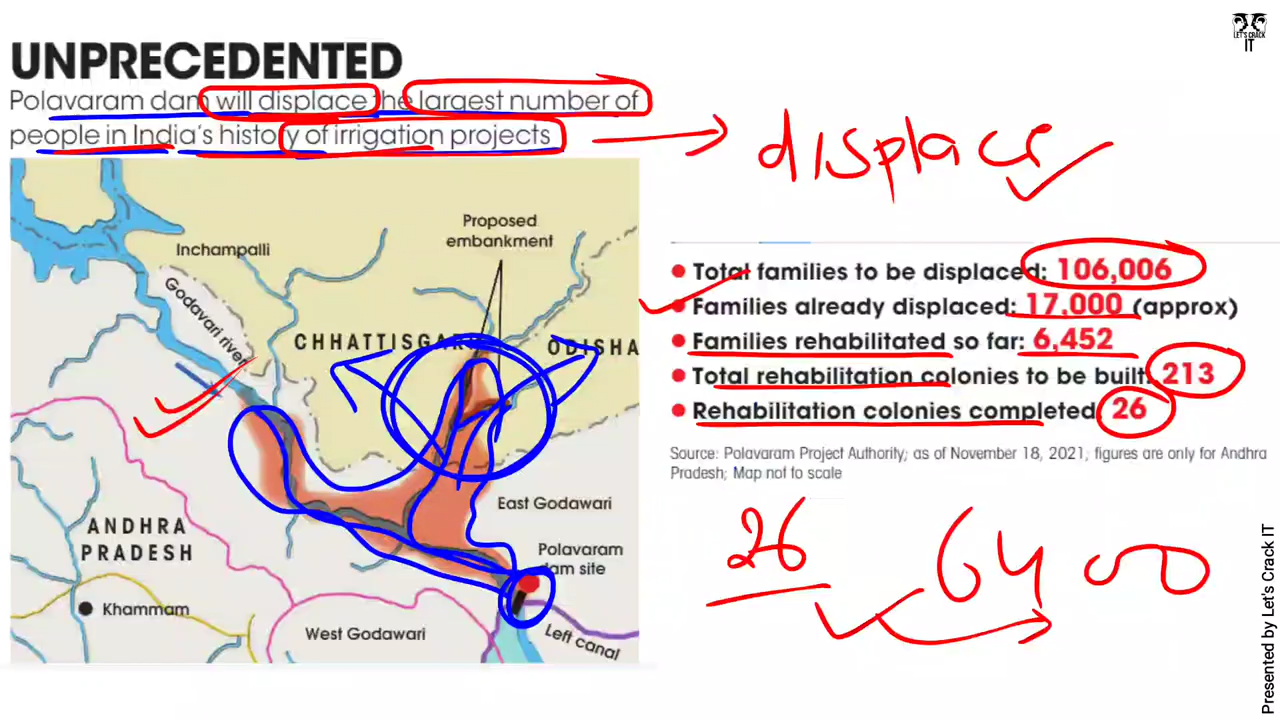 LET'S CRACK
IT
UNPRECEDENTED
Polavaram dam will displace the largest number of
people in India's history of irrigation projects
displace
Proposed
embankment
Inchampalli
Godavari river
CHHATTISGARH
ODISHA
ANDHRA
PRADESH
East Godawari
Polavaram
dam site
Khammam
West Godavari
Left canal
Total families to be displaced: 106,006
Families already displaced: 17,000 (approx)
Families rehabilitated so far: 6,452
Total rehabilitation colonies to be built: 213
Rehabilitation colonies completed: 26
Source: Polavaram Project Authority; as of November 18, 2021; figures are only for Andhra
Pradesh; Map not to scale
26
6400
Presented by Let's Crack IT